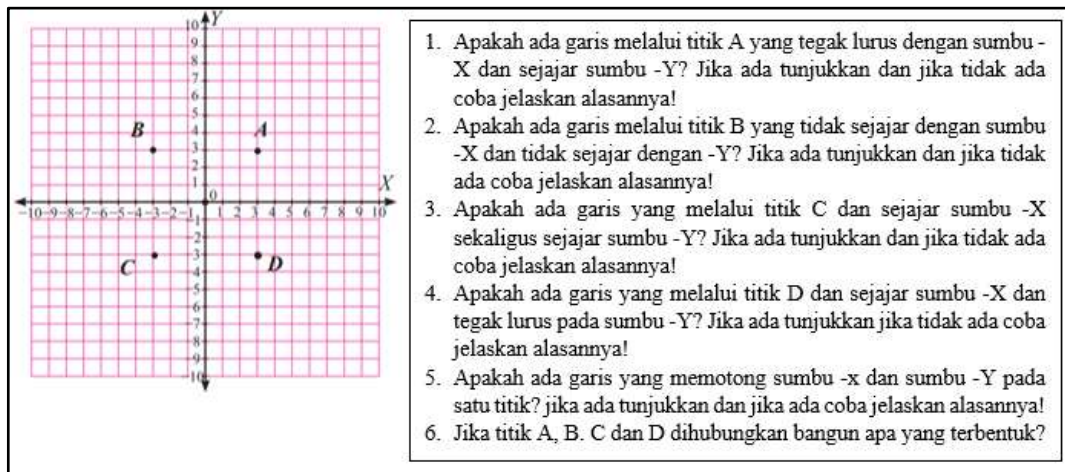 10 Y
9
8
7
6
5
B 4 A
3
2
1
X
0
-10-9-8-7-6-5-4-3-2-1 1 2 3 4 5 6 7 8 9 10
-1
-2
3
C 4 D
5
6
7
8
9
-10
1. Apakah ada garis melalui titik A yang tegak lurus dengan sumbu -
X dan sejajar sumbu -Y? Jika ada tunjukkan dan jika tidak ada
coba jelaskan alasannya!
2. Apakah ada garis melalui titik B yang tidak sejajar dengan sumbu
-X dan tidak sejajar dengan -Y? Jika ada tunjukkan dan jika tidak
ada coba jelaskan alasannya!
3. Apakah ada garis yang melalui titik C dan sejajar sumbu -X
sekaligus sejajar sumbu -Y? Jika ada tunjukkan dan jika tidak ada
coba jelaskan alasannya!
4. Apakah ada garis yang melalui titik D dan sejajar sumbu -X dan
tegak lurus pada sumbu -Y? Jika ada tunjukkan jika tidak ada coba
jelaskan alasannya!
5. Apakah ada garis yang memotong sumbu -x dan sumbu -Y pada
satu titik? jika ada tunjukkan dan jika ada coba jelaskan alasannya!
6. Jika titik A, B. C dan D dihubungkan bangun apa yang terbentuk?